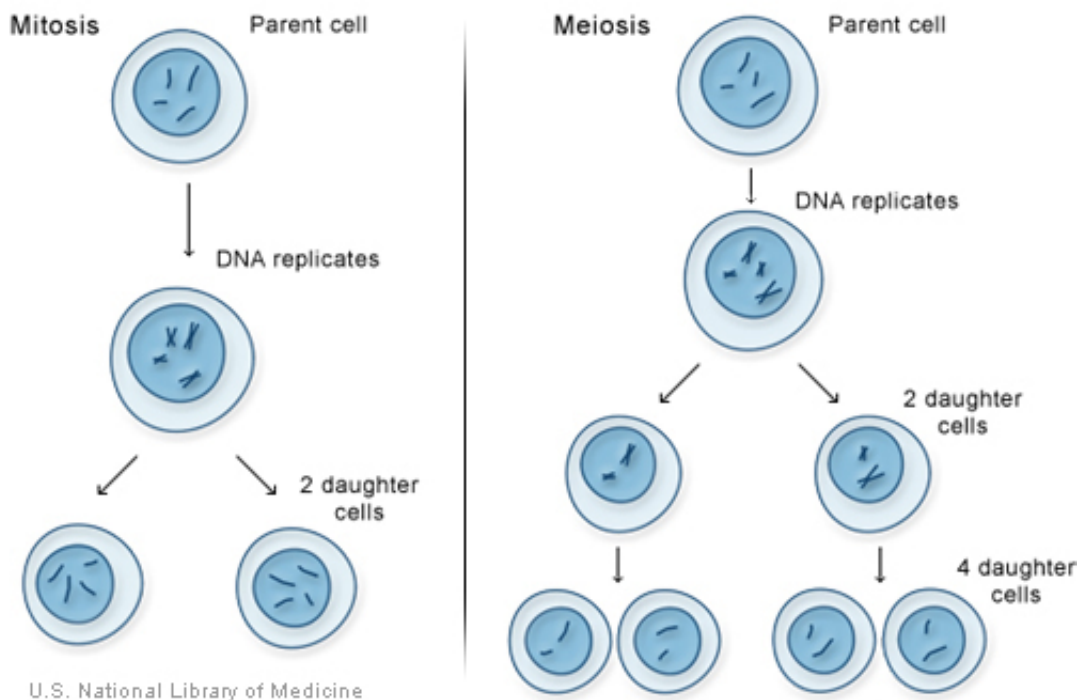 Mitosis
Parent cell
DNA replicates
2 daughter
cells
U.S. National Library of Medicine
Meiosis
Parent cell
DNA replicates
2 daughter
cells
4 daughter
cells